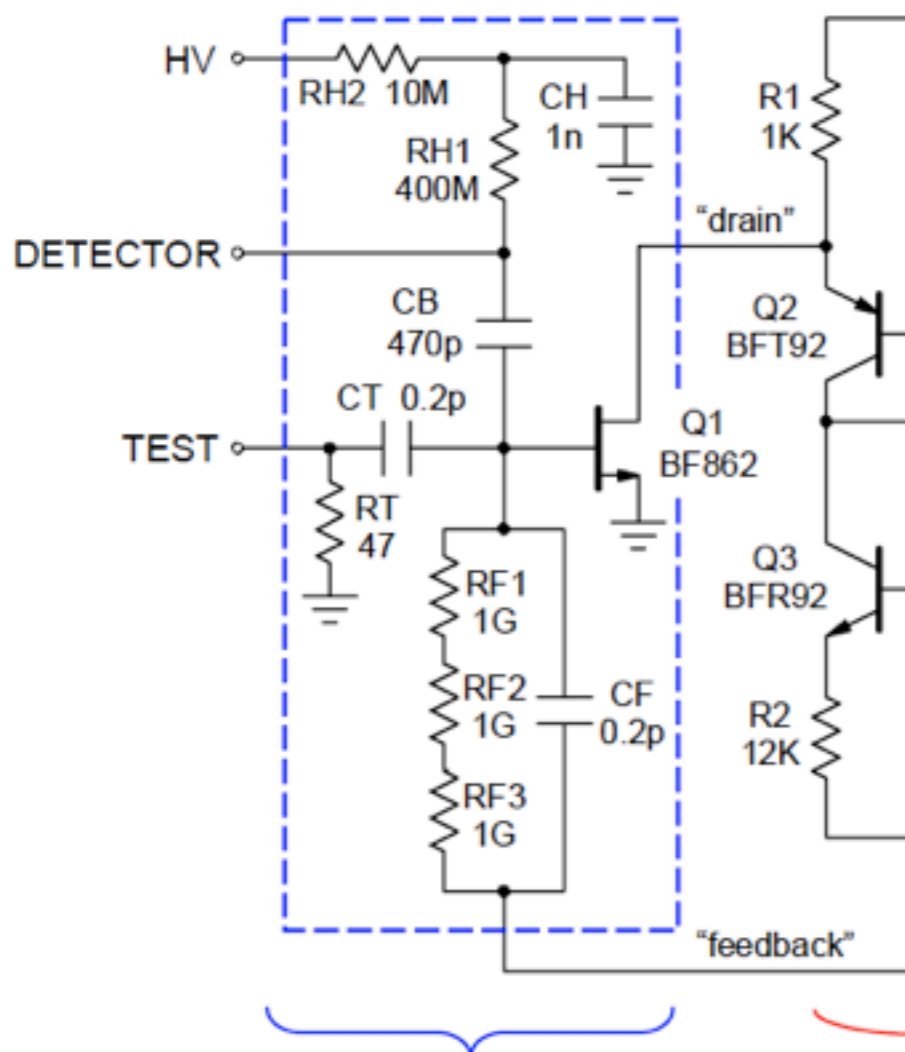 HV
RH2 10M
CH
1n
R1
1K
RH1
400M
"drain"
DETECTOR
CB
470p
Q2
BFT92
CT 0.2p
TEST
Q1
BF862
RT
47
Q3
BFR92
RF1
1G
RF2
1G
CF
0.2p
R2
12K
RF3
1G
"feedback"